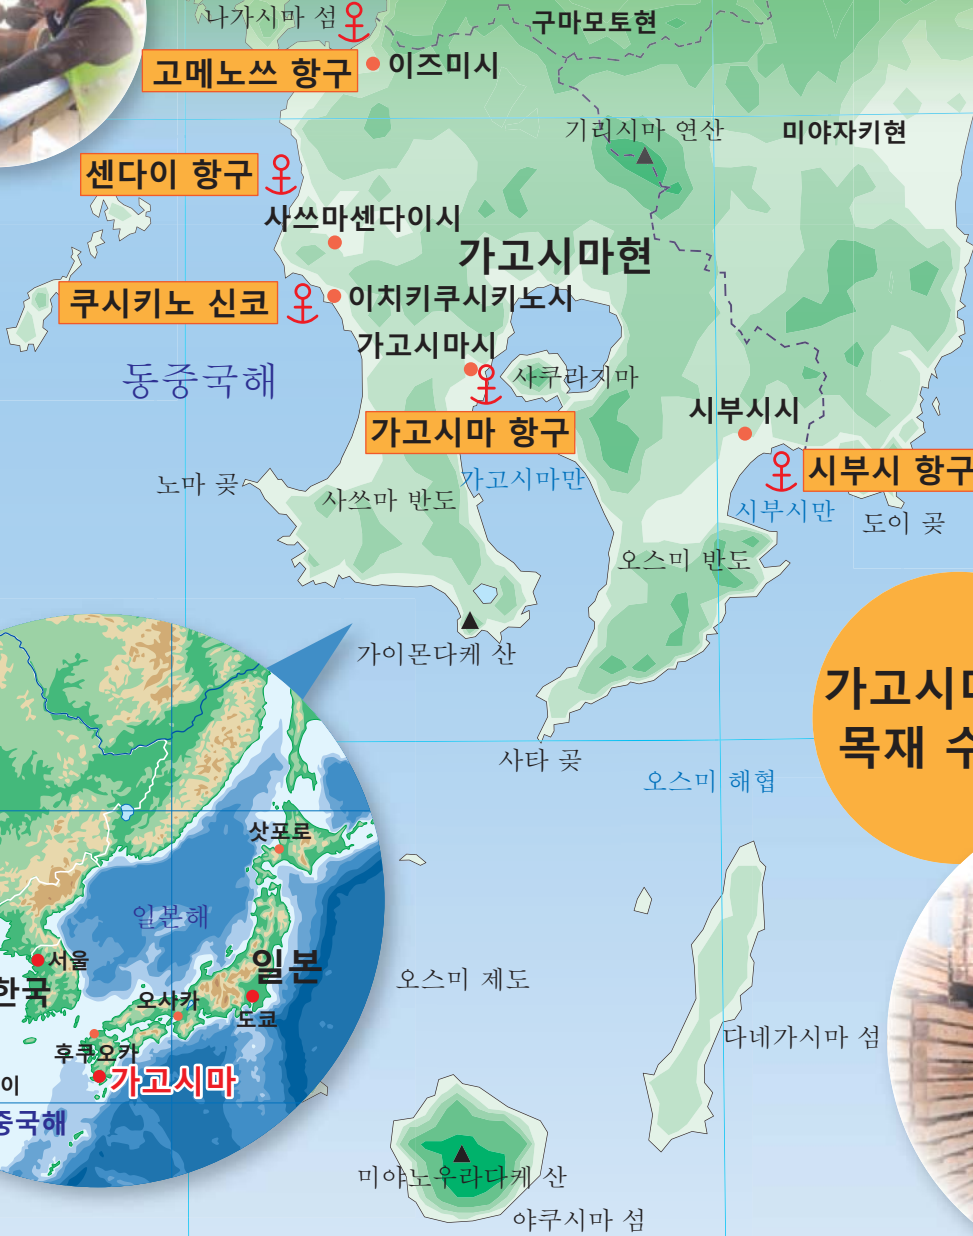 나가시마 섬
구마모토현
고메노쓰 항구
이즈미시
기리시마 연산
미야자키현
센다이 항구
사쓰마센다이시
가고시마현
쿠시키노 신코
이치키쿠시키노시
가고시마시
동중국해
사쿠라지마
시부시시
가고시마 항구
시부시 항구
노마 곶
사쓰마 반도
가고시마만
시부시만
도이 곶
오스미 반도
가이몬다케 산
가고시마
목재 수
사타 곶
오스미 해협
삿포로
일본해
서울
일본
한국
오사카
도쿄
오스미 제도
후쿠오카
다네가시마 섬
이
가고시마
중국해
미야노우라다케 산
야쿠시마 섬